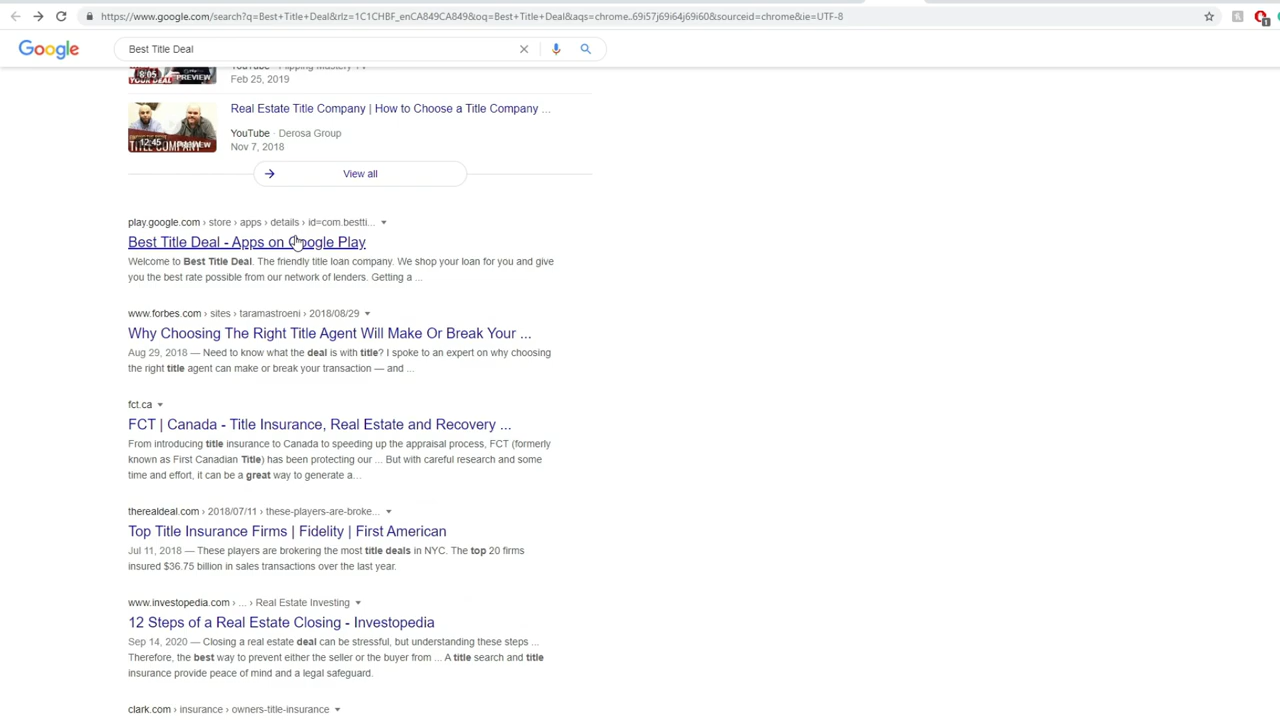 https://www.google.com/search?q=Best+Title+Deal&rlz=1C1CHBF_enCA849CA849&oq=Best+Title+Deal&aqs=chrome..69i57j69i64j69i60&sourceid=chrome&ie=UTF-8
1
Google
Best Title Deal
8:05
PREVIEW
YouTube · Flipping Mastery TV
Feb 25, 2019
Real Estate Title Company | How to Choose a Title Company ...
12:45
PREVIEW
YouTube · Derosa Group
Nov 7, 2018
View all
play.google.com › store › apps › details › id=com.bestti...
Best Title Deal - Apps on Google Play
Welcome to Best Title Deal. The friendly title loan company. We shop your loan for you and give
you the best rate possible from our network of lenders. Getting a ...
www.forbes.com › sites › taramastroeni › 2018/08/29
Why Choosing The Right Title Agent Will Make Or Break Your ...
Aug 29, 2018 — Need to know what the deal is with title? I spoke to an expert on why choosing
the right title agent can make or break your transaction — and ...
fct.ca
FCT | Canada - Title Insurance, Real Estate and Recovery ...
From introducing title insurance to Canada to speeding up the appraisal process, FCT (formerly
known as First Canadian Title) has been protecting our ... But with careful research and some
time and effort, it can be a great way to generate a...
therealdeal.com › 2018/07/11 › these-players-are-broke...
Top Title Insurance Firms | Fidelity | First American
Jul 11, 2018 — These players are brokering the most title deals in NYC. The top 20 firms
insured $36.75 billion in sales transactions over the last year.
www.investopedia.com › ... › Real Estate Investing
12 Steps of a Real Estate Closing - Investopedia
Sep 14, 2020 — Closing a real estate deal can be stressful, but understanding these steps ...
Therefore, the best way to prevent either the seller or the buyer from ... A title search and title
insurance provide peace of mind and a legal safeguard.
clark.com › insurance › owners-title-insurance